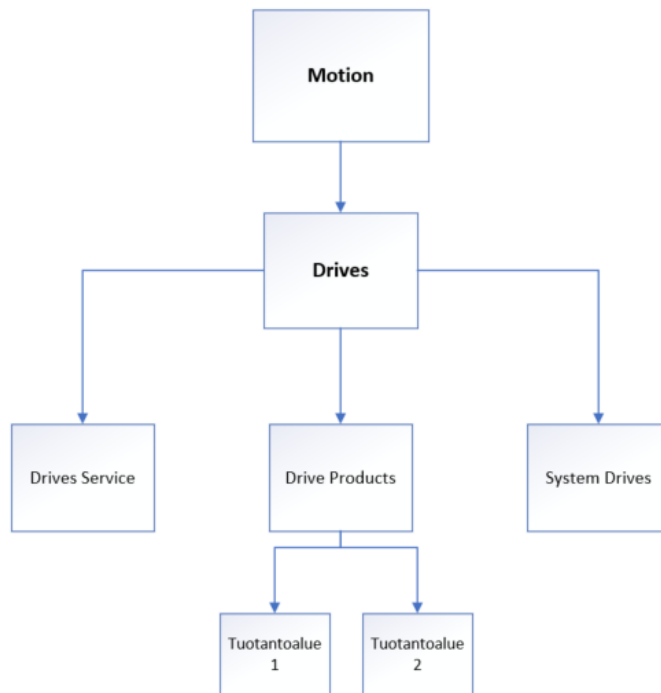 Motion
Drives
Drives Service
Drive Products
System Drives
Tuotantoalue
1
Tuotantoalue
2